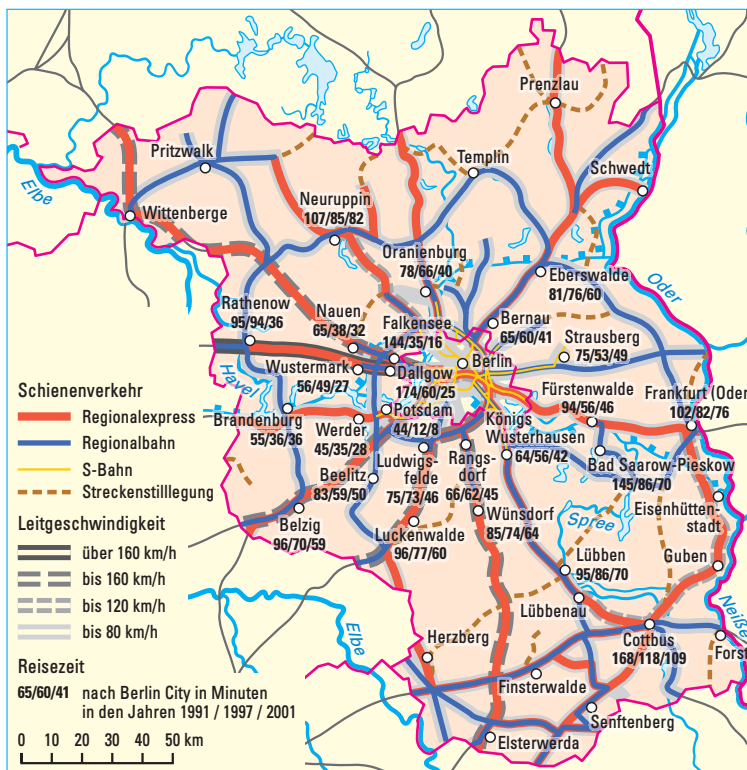 Prenzlau
Pritzwalk
Templin
Schwedt
Elbe
Wittenberge
Neuruppin
107/85/82
Oranienburg
78/66/40
Eberswalde
81/76/60
Oder
Rathenow
95/94/36
Nauen
65/38/32
Falkensee
144/35/16
Bernau
65/60/41
Strausberg
75/53/49
Berlin
Wustermark
56/49/27
Dallgow
174/60/25
Fürstenwalde
94/56/46
Frankfurt (Oder)
102/82/76
Havel
Brandenburg
55/36/36
Potsdam
44/12/8
Werder
45/35/28
Königs
Wusterhausen
64/56/42
Bad Saarow-Pieskow
145/86/70
Beelitz
83/59/50
Ludwigs-
felde
75/73/46
Rangs-
dorf
66/62/45
Eisenhütten-
stadt
Belzig
96/70/59
Luckenwalde
96/77/60
Wünsdorf
85/74/64
Spree
Guben
Lübben
95/86/70
Lübbenau
Neiße
Elbe
Herzberg
Cottbus
168/118/109
Forst
Finsterwalde
Senftenberg
Elsterwerda
Schienenverkehr
Regionalexpress
Regionalbahn
S-Bahn
Streckenstilllegung
Leitgeschwindigkeit
über 160 km/h
bis 160 km/h
bis 120 km/h
bis 80 km/h
Reisezeit
65/60/41 nach Berlin City in Minuten
in den Jahren 1991 / 1997 / 2001
0 10 20 30 40 50 km